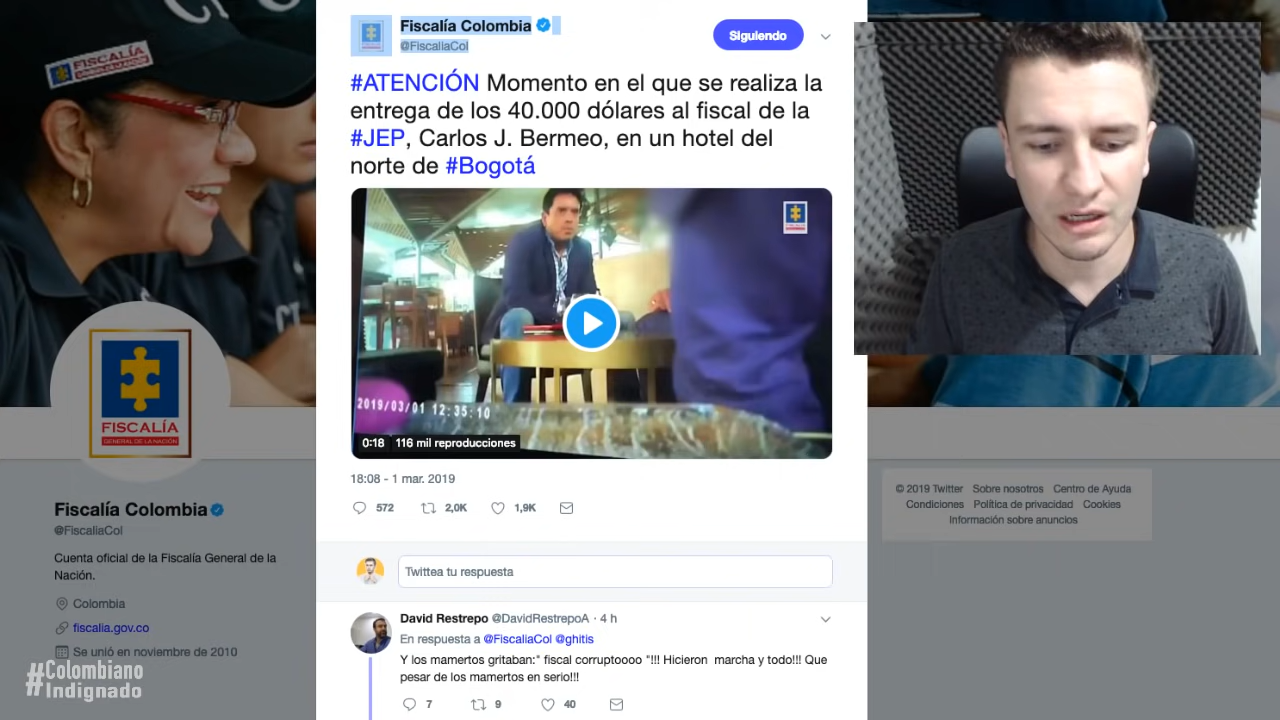 Fiscalía Colombia
@FiscaliaCol
Siguiendo
#ATENCIÓN Momento en el que se realiza la
entrega de los 40.000 dólares al fiscal de la
#JEP, Carlos J. Bermeo, en un hotel del
norte de #Bogotá
2019/03/01 12:35:10
0:18 116 mil reproducciones
18:08 - 1 mar. 2019
572 2,0K 1,9K
Twittea tu respuesta
David Restrepo @DavidRestrepoA · 4 h
En respuesta a @FiscaliaCol @ghitis
Y los mamertos gritaban:" fiscal corruptoooo "!!! Hicieron marcha y todo!!! Que
pesar de los mamertos en serio!!!
7 9 40
FISCALÍA
FISCALÍA
GENERAL DE LA NACIÓN
Fiscalía Colombia
@FiscaliaCol
Cuenta oficial de la Fiscalía General de la
Nación.
Colombia
fiscalia.gov.co
Se unió en noviembre de 2010
#Colombiano
Indignado
© 2019 Twitter Sobre nosotros Centro de Ayuda
Condiciones Política de privacidad Cookies
Información sobre anuncios